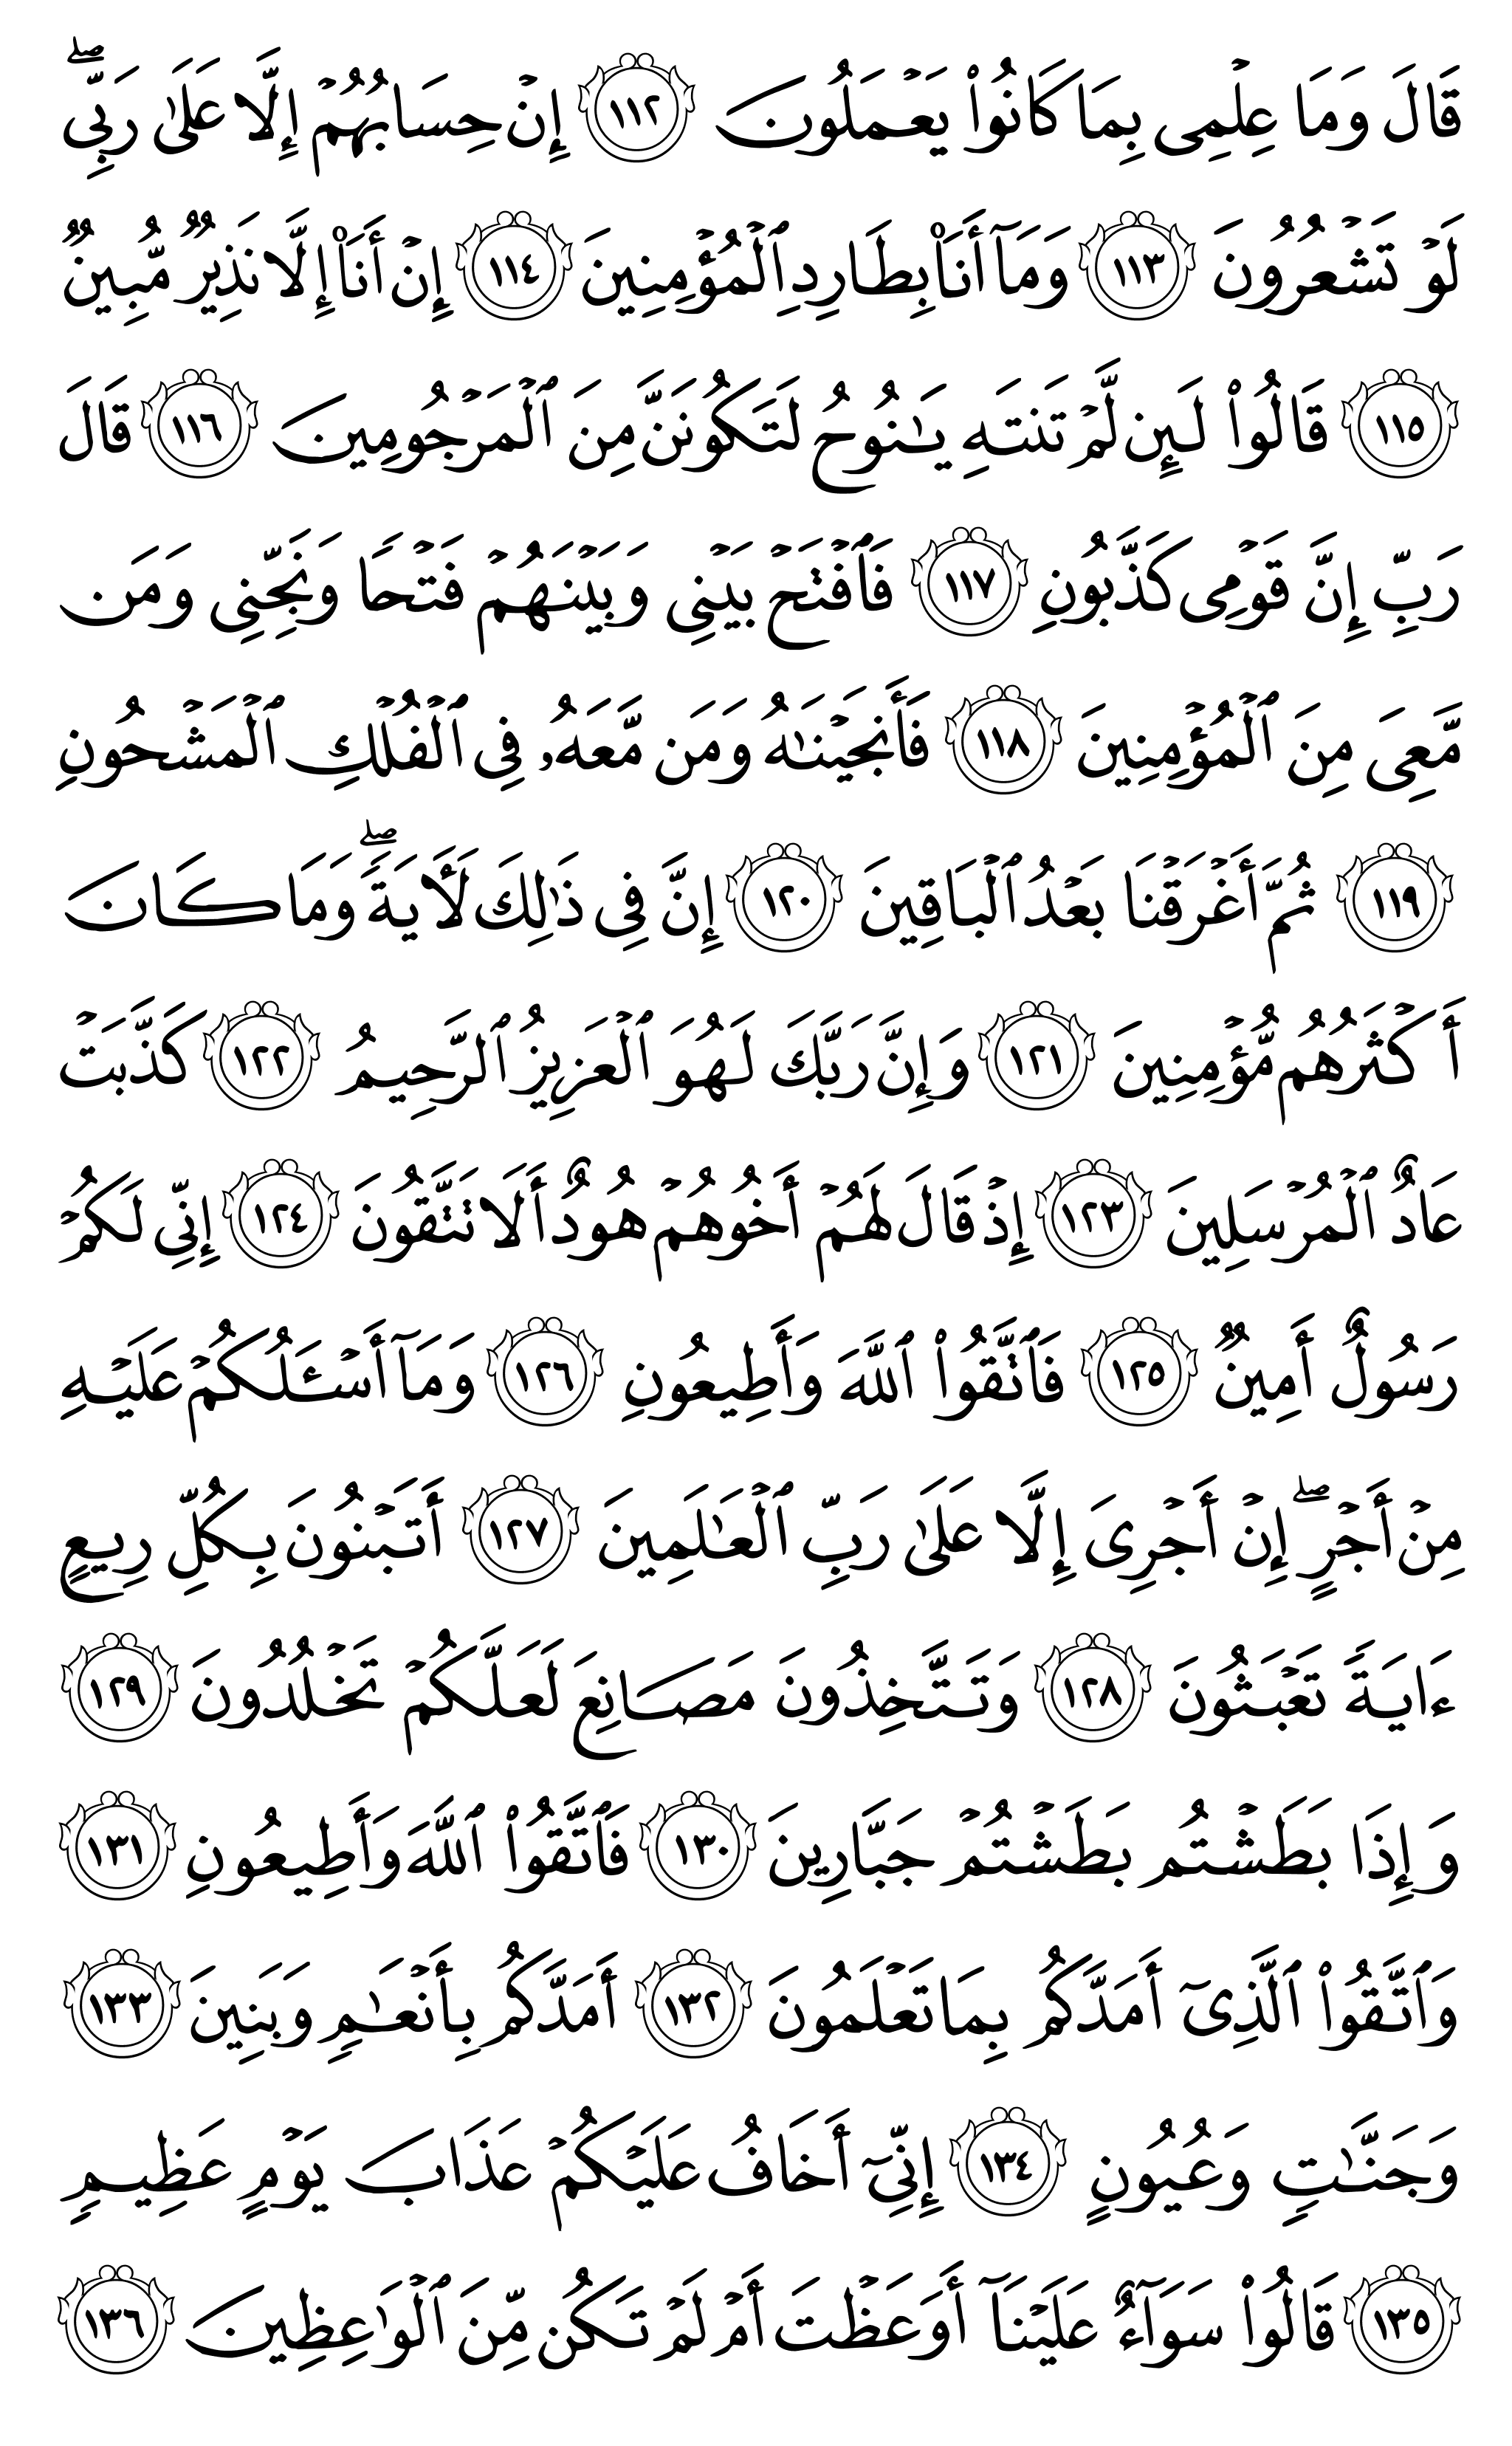 قَالَ وَمَا عِلۡمِي بِمَا كَانُواْ يَعۡمَلُونَ ١١٢ إِنۡ حِسَابُهُمۡ إِلَّا عَلَىٰ رَبِّيۖ
لَوۡ تَشۡعُرُونَ ١١٣ وَمَآ أَنَا۠ بِطَارِدِ ٱلۡمُؤۡمِنِينَ ١١٤ إِنۡ أَنَا۠ إِلَّا نَذِيرٞ مُّبِينٞ
١١٥ قَالُواْ لَئِن لَّمۡ تَنتَهِ يَٰنُوحُ لَتَكُونَنَّ مِنَ ٱلۡمَرۡجُومِينَ ١١٦ قَالَ
رَبِّ إِنَّ قَوۡمِي كَذَّبُونِ ١١٧ فَٱفۡتَحۡ بَيۡنِي وَبَيۡنَهُمۡ فَتۡحٗا وَنَجِّنِي وَمَن
مَّعِيَ مِنَ ٱلۡمُؤۡمِنِينَ ١١٨ فَأَنجَيۡنَٰهُ وَمَن مَّعَهُۥ فِي ٱلۡفُلۡكِ ٱلۡمَشۡحُونِ
١١٩ ثُمَّ أَغۡرَقۡنَا بَعۡدُ ٱلۡبَاقِينَ ١٢٠ إِنَّ فِي ذَٰلِكَ لَأٓيَةٗۖ وَمَا كَانَ
أَكۡثَرُهُم مُّؤۡمِنِينَ ١٢١ وَإِنَّ رَبَّكَ لَهُوَ ٱلۡعَزِيزُ ٱلرَّحِيمُ ١٢٢ كَذَّبَتۡ
عَادٌ ٱلۡمُرۡسَلِينَ ١٢٣ إِذۡ قَالَ لَهُمۡ أَخُوهُمۡ هُودٌ أَلَا تَتَّقُونَ ١٢٤ إِنِّي لَكُمۡ
رَسُولٌ أَمِينٞ ١٢٥ فَٱتَّقُواْ ٱللَّهَ وَأَطِيعُونِ ١٢٦ وَمَآ أَسۡـَٔلُكُمۡ عَلَيۡهِ
مِنۡ أَجۡرٍۖ إِنۡ أَجۡرِيَ إِلَّا عَلَىٰ رَبِّ ٱلۡعَٰلَمِينَ ١٢٧ أَتَبۡنُونَ بِكُلِّ رِيعٍ
ءَايَةٗ تَعۡبَثُونَ ١٢٨ وَتَتَّخِذُونَ مَصَانِعَ لَعَلَّكُمۡ تَخۡلُدُونَ ١٢٩
وَإِذَا بَطَشۡتُم بَطَشۡتُمۡ جَبَّارِينَ ١٣٠ فَٱتَّقُواْ ٱللَّهَ وَأَطِيعُونِ ١٣١
وَٱتَّقُواْ ٱلَّذِيٓ أَمَدَّكُم بِمَا تَعۡلَمُونَ ١٣٢ أَمَدَّكُم بِأَنۡعَٰمٖ وَبَنِينَ ١٣٣
وَجَنَّٰتٖ وَعُيُونٍ ١٣٤ إِنِّيٓ أَخَافُ عَلَيۡكُمۡ عَذَابَ يَوۡمٍ عَظِيمٖ
١٣٥ قَالُواْ سَوَآءٌ عَلَيۡنَآ أَوَعَظۡتَ أَمۡ لَمۡ تَكُن مِّنَ ٱلۡوَٰعِظِينَ ١٣٦